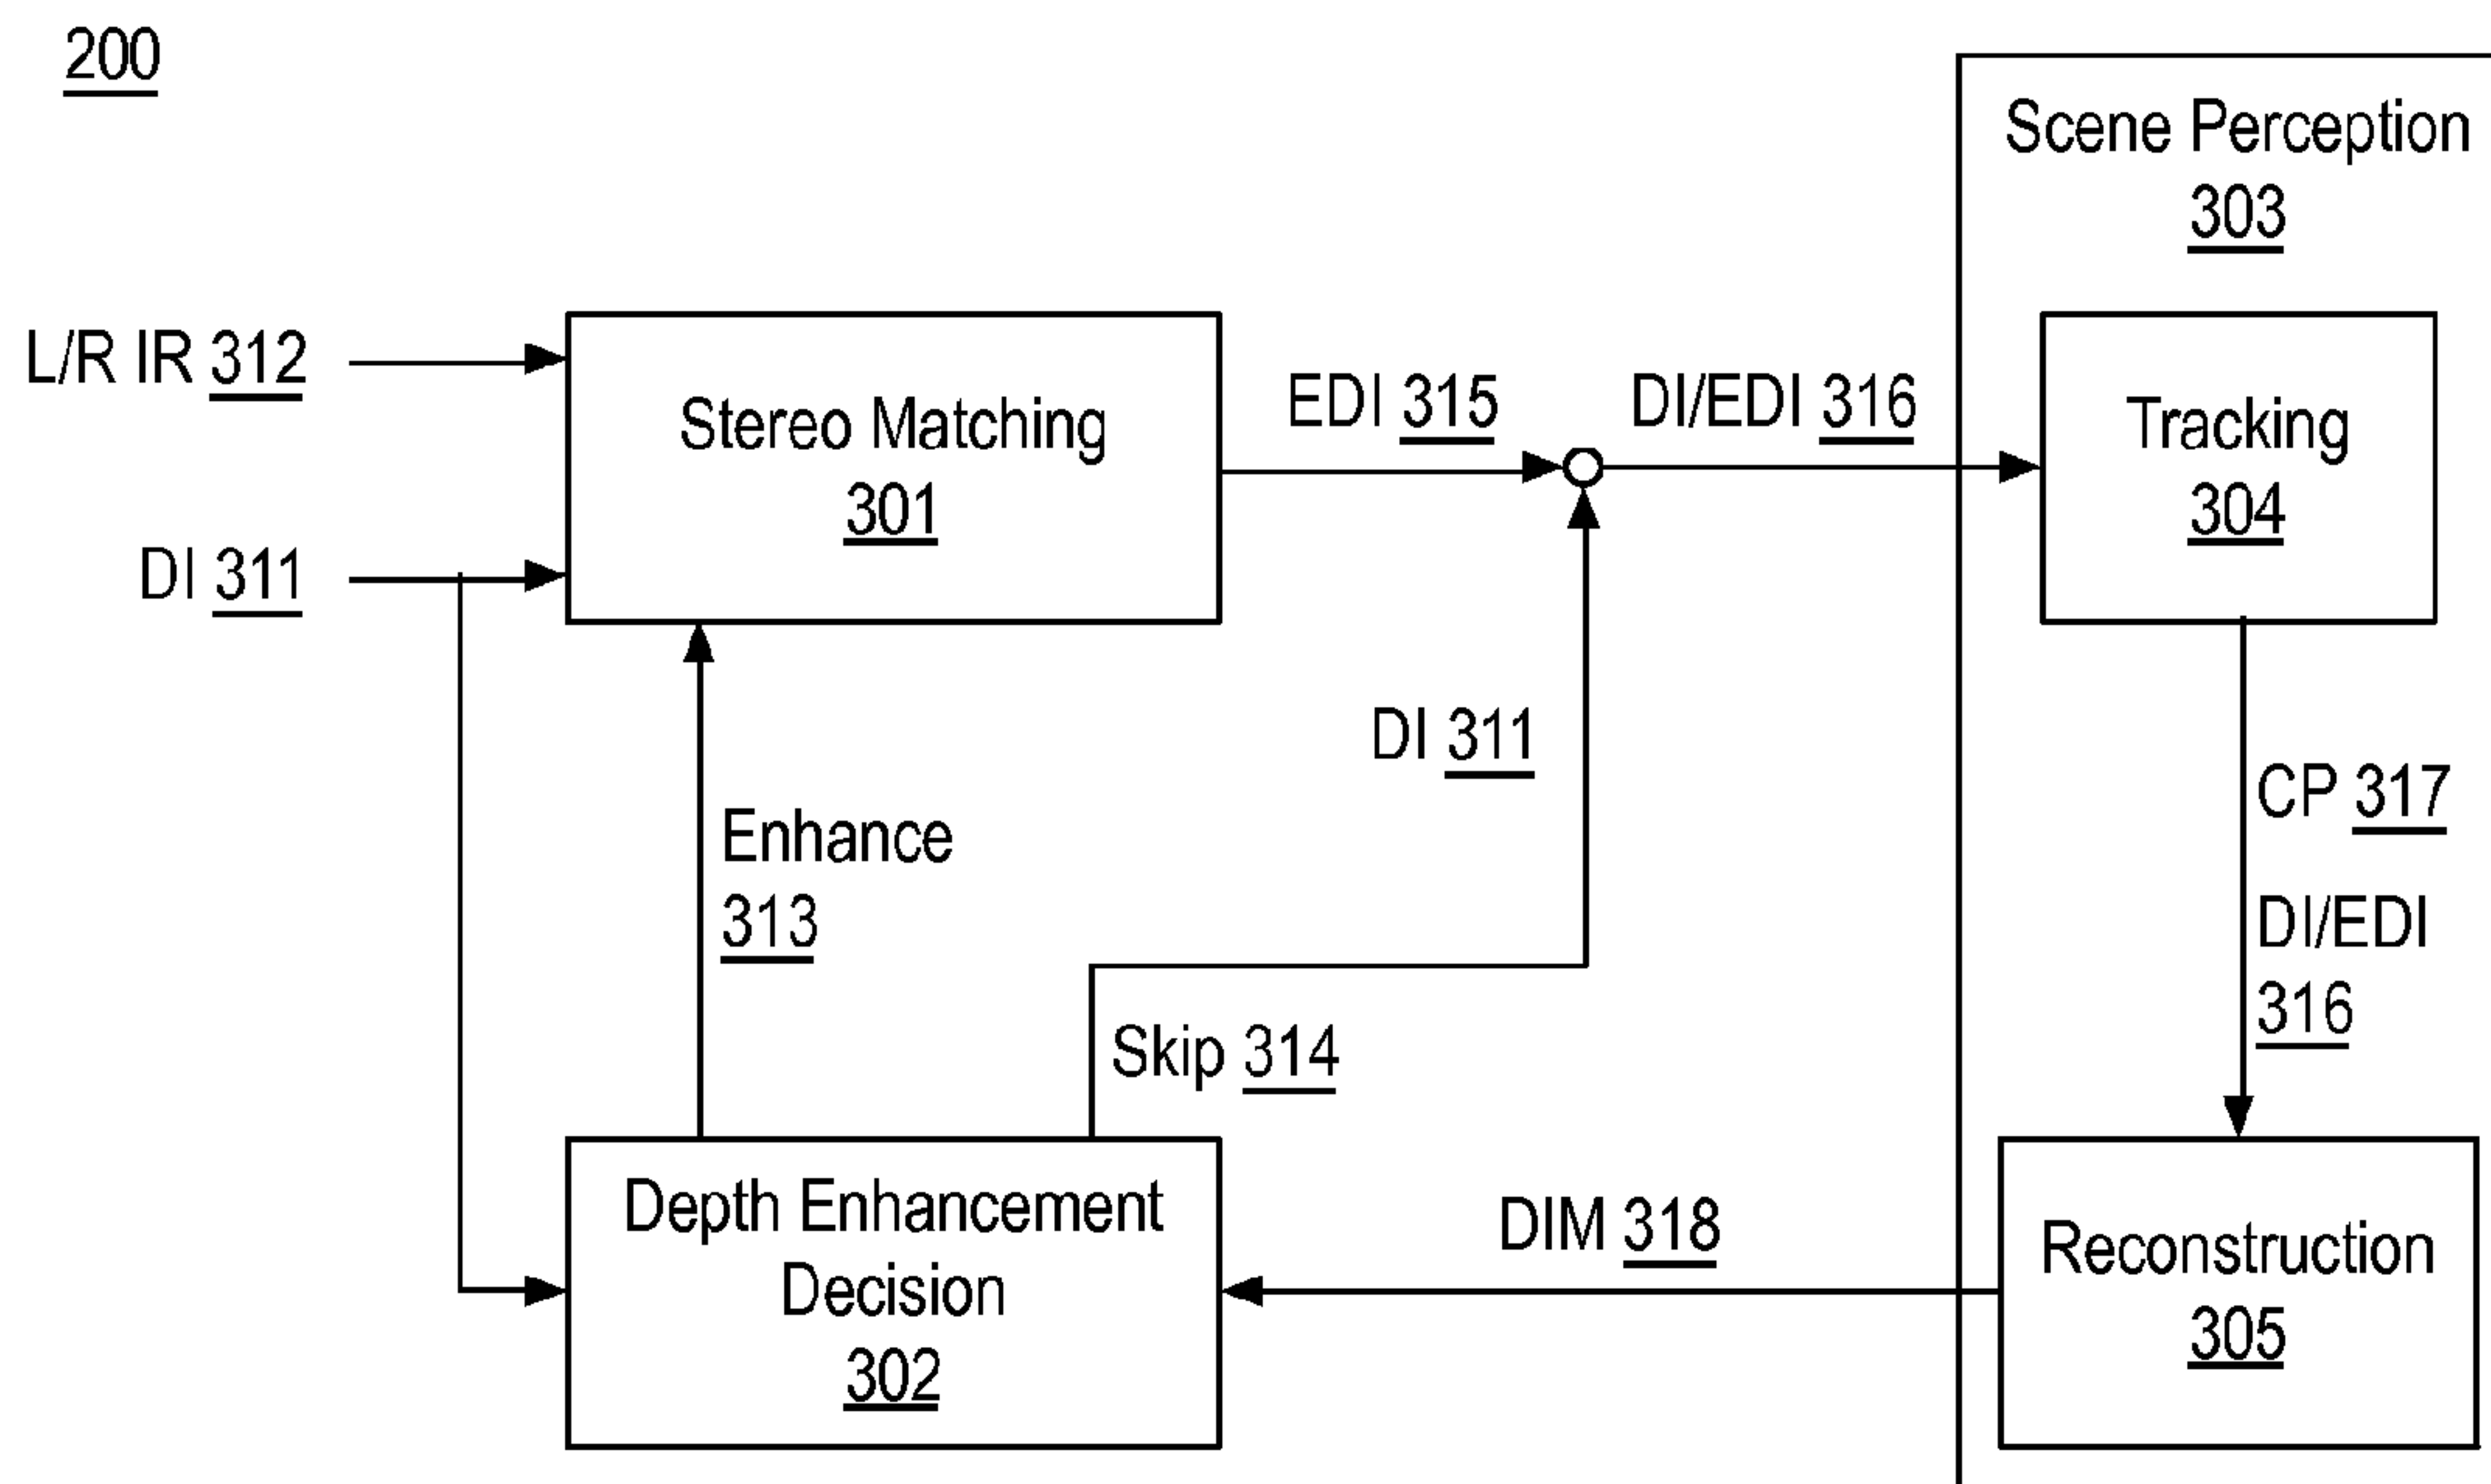 200
Scene Perception
303
L/R IR 312
Stereo Matching
301
EDI 315
DI/EDI 316
Tracking
304
DI 311
DI 311
CP 317
Enhance
313
DI/EDI
316
Skip 314
Depth Enhancement
Decision
302
DIM 318
Reconstruction
305